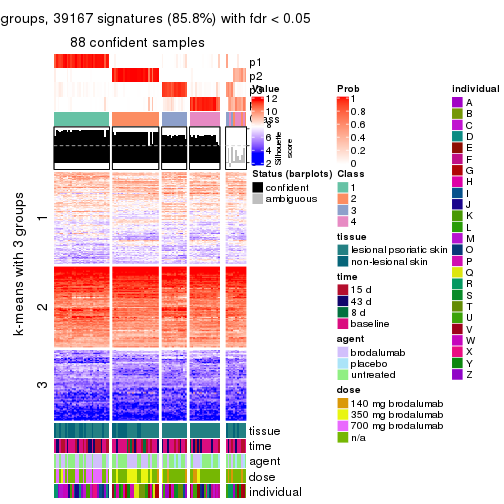 groups, 39167 signatures (85.8%) with fdr < 0.05
88 confident samples
k-means with 3 groups
1
2
3
p1
p2
Value
12
10
8
6
4
2
Silhouette
score
Status (barplots)
confident
ambiguous
tissue
time
agent
dose
individual
Prob
1
0.8
0.6
0.4
0.2
0
Class
1
2
3
4
tissue
lesional psoriatic skin
non-lesional skin
time
15 d
43 d
8 d
baseline
agent
brodalumab
placebo
untreated
dose
140 mg brodalumab
350 mg brodalumab
700 mg brodalumab
n/a
individual
A
B
C
D
E
F
G
H
I
J
K
L
M
O
P
Q
R
S
T
U
V
W
X
Y
Z